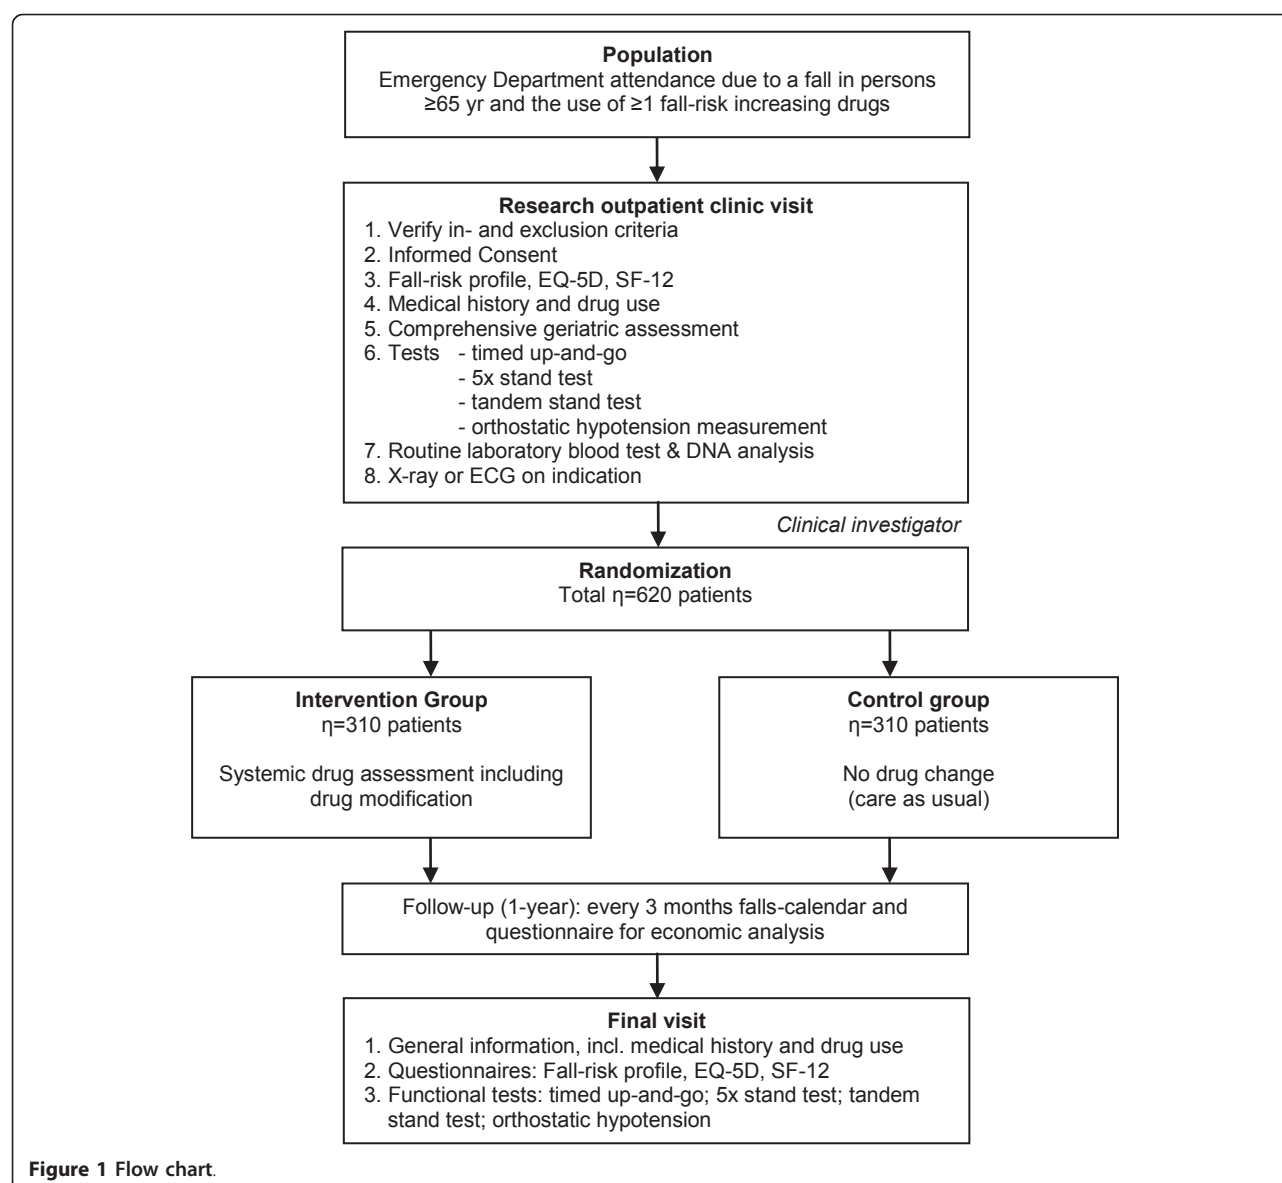 Population
Emergency Department attendance due to a fall in persons
≥65 yr and the use of ≥1 fall-risk increasing drugs
Research outpatient clinic visit
1. Verify in- and exclusion criteria
2. Informed Consent
3. Fall-risk profile, EQ-5D, SF-12
4. Medical history and drug use
5. Comprehensive geriatric assessment
6. Tests - timed up-and-go
- 5x stand test
- tandem stand test
- orthostatic hypotension measurement
7. Routine laboratory blood test & DNA analysis
8. X-ray or ECG on indication
Clinical investigator
Randomization
Total η=620 patients
Intervention Group
η=310 patients
Systemic drug assessment including
drug modification
Control group
η=310 patients
No drug change
(care as usual)
Follow-up (1-year): every 3 months falls-calendar and
questionnaire for economic analysis
Final visit
1. General information, incl. medical history and drug use
2. Questionnaires: Fall-risk profile, EQ-5D, SF-12
3. Functional tests: timed up-and-go; 5x stand test; tandem
stand test; orthostatic hypotension
Figure 1 Flow chart.